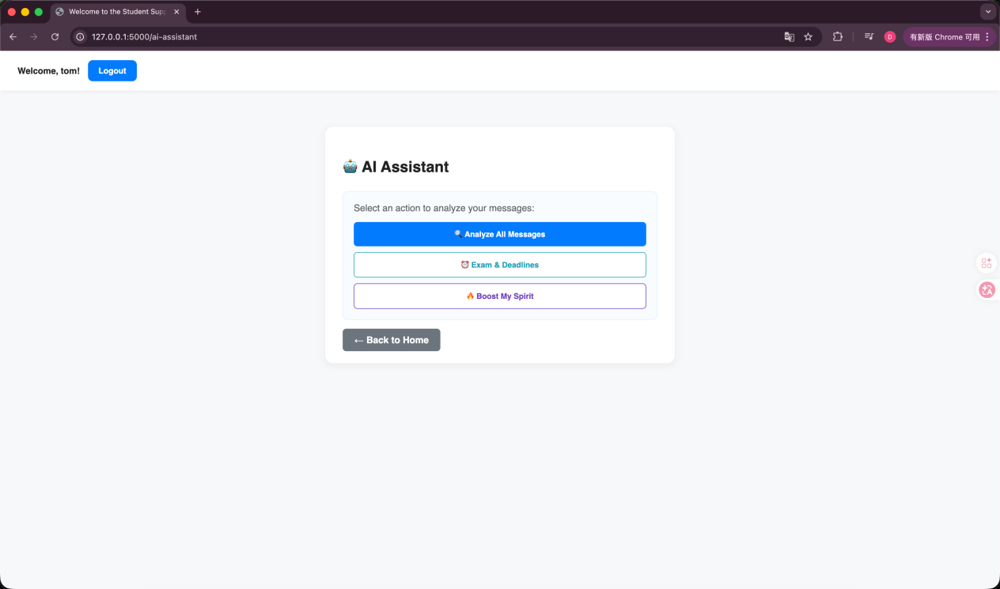 Welcome to the Student Supp
127.0.0.1:5000/ai-assistant
D
有新版 Chrome 可用
Welcome, tom!
Logout
AI Assistant
Select an action to analyze your messages:
Analyze All Messages
Exam & Deadlines
Boost My Spirit
← Back to Home